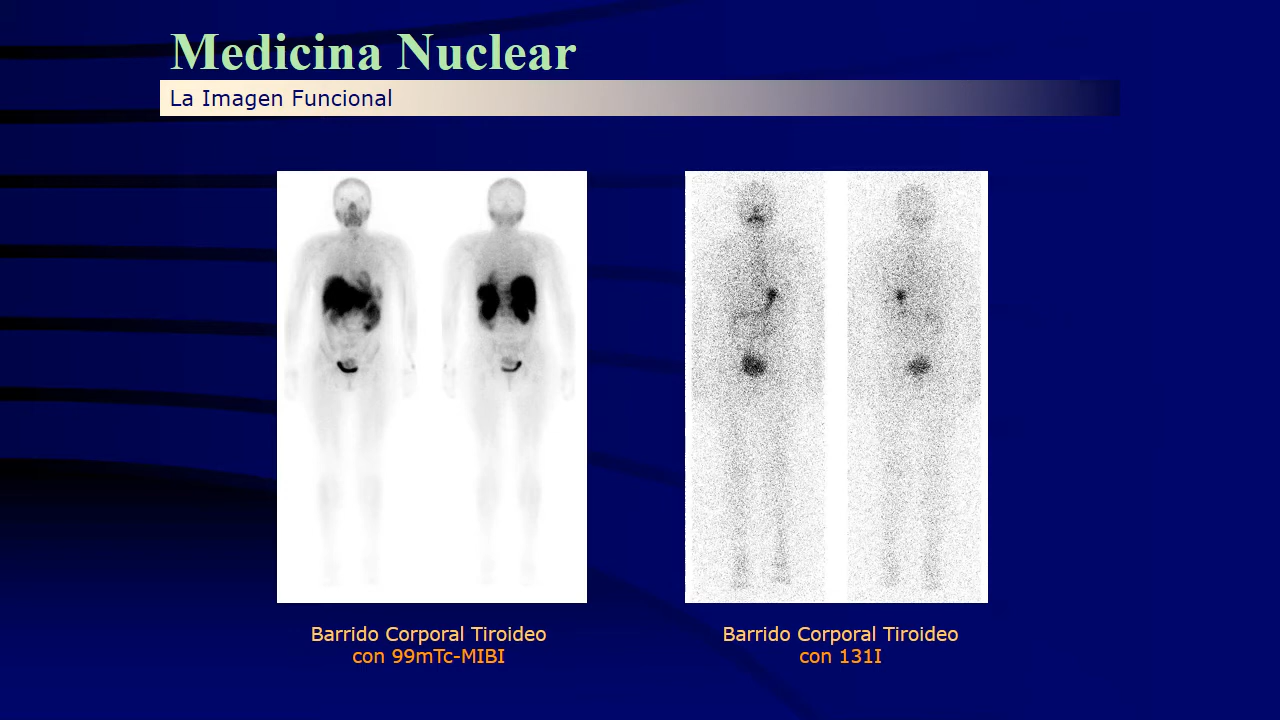 Medicina Nuclear
La Imagen Funcional
Barrido Corporal Tiroideo
con 99mTc-MIBI
Barrido Corporal Tiroideo
con 131I